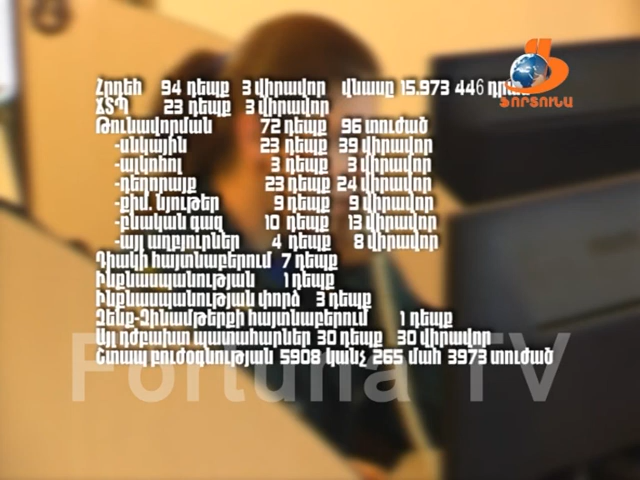 ՖՈՐՏՈՒՆԱ
Հրդեհ 94 դեպք 3 վիրավոր վնասը 15.973 446 դրամ
ՃՏՊ 23 դեպք 3 վիրավոր
Թունավորման 72 դեպք 96 տուժած
-սննկային 23 դեպք 39 վիրավոր
-ալկոհոլ 3 դեպք 3 վիրավոր
-դեղորայք 23 դեպք 24 վիրավոր
-քիմ. նյութեր 9 դեպք 9 վիրավոր
-բնական գազ 10 դեպք 13 վիրավոր
-այլ աղբյուրներ 4 դեպք 8 վիրավոր
Դիակի հայտնաբերում 7 դեպք
Ինքնասպանության 1 դեպք
Ինքնասպանության փորձ 3 դեպք
Զենք-Զինամթերքի հայտնաբերում 1 դեպք
Այլ դժբախտ պատահարներ 30 դեպք 30 վիրավոր
Շտապ բուժօգնության 5908 կանչ 265 մահ 3973 տուժած
Fortuna TV